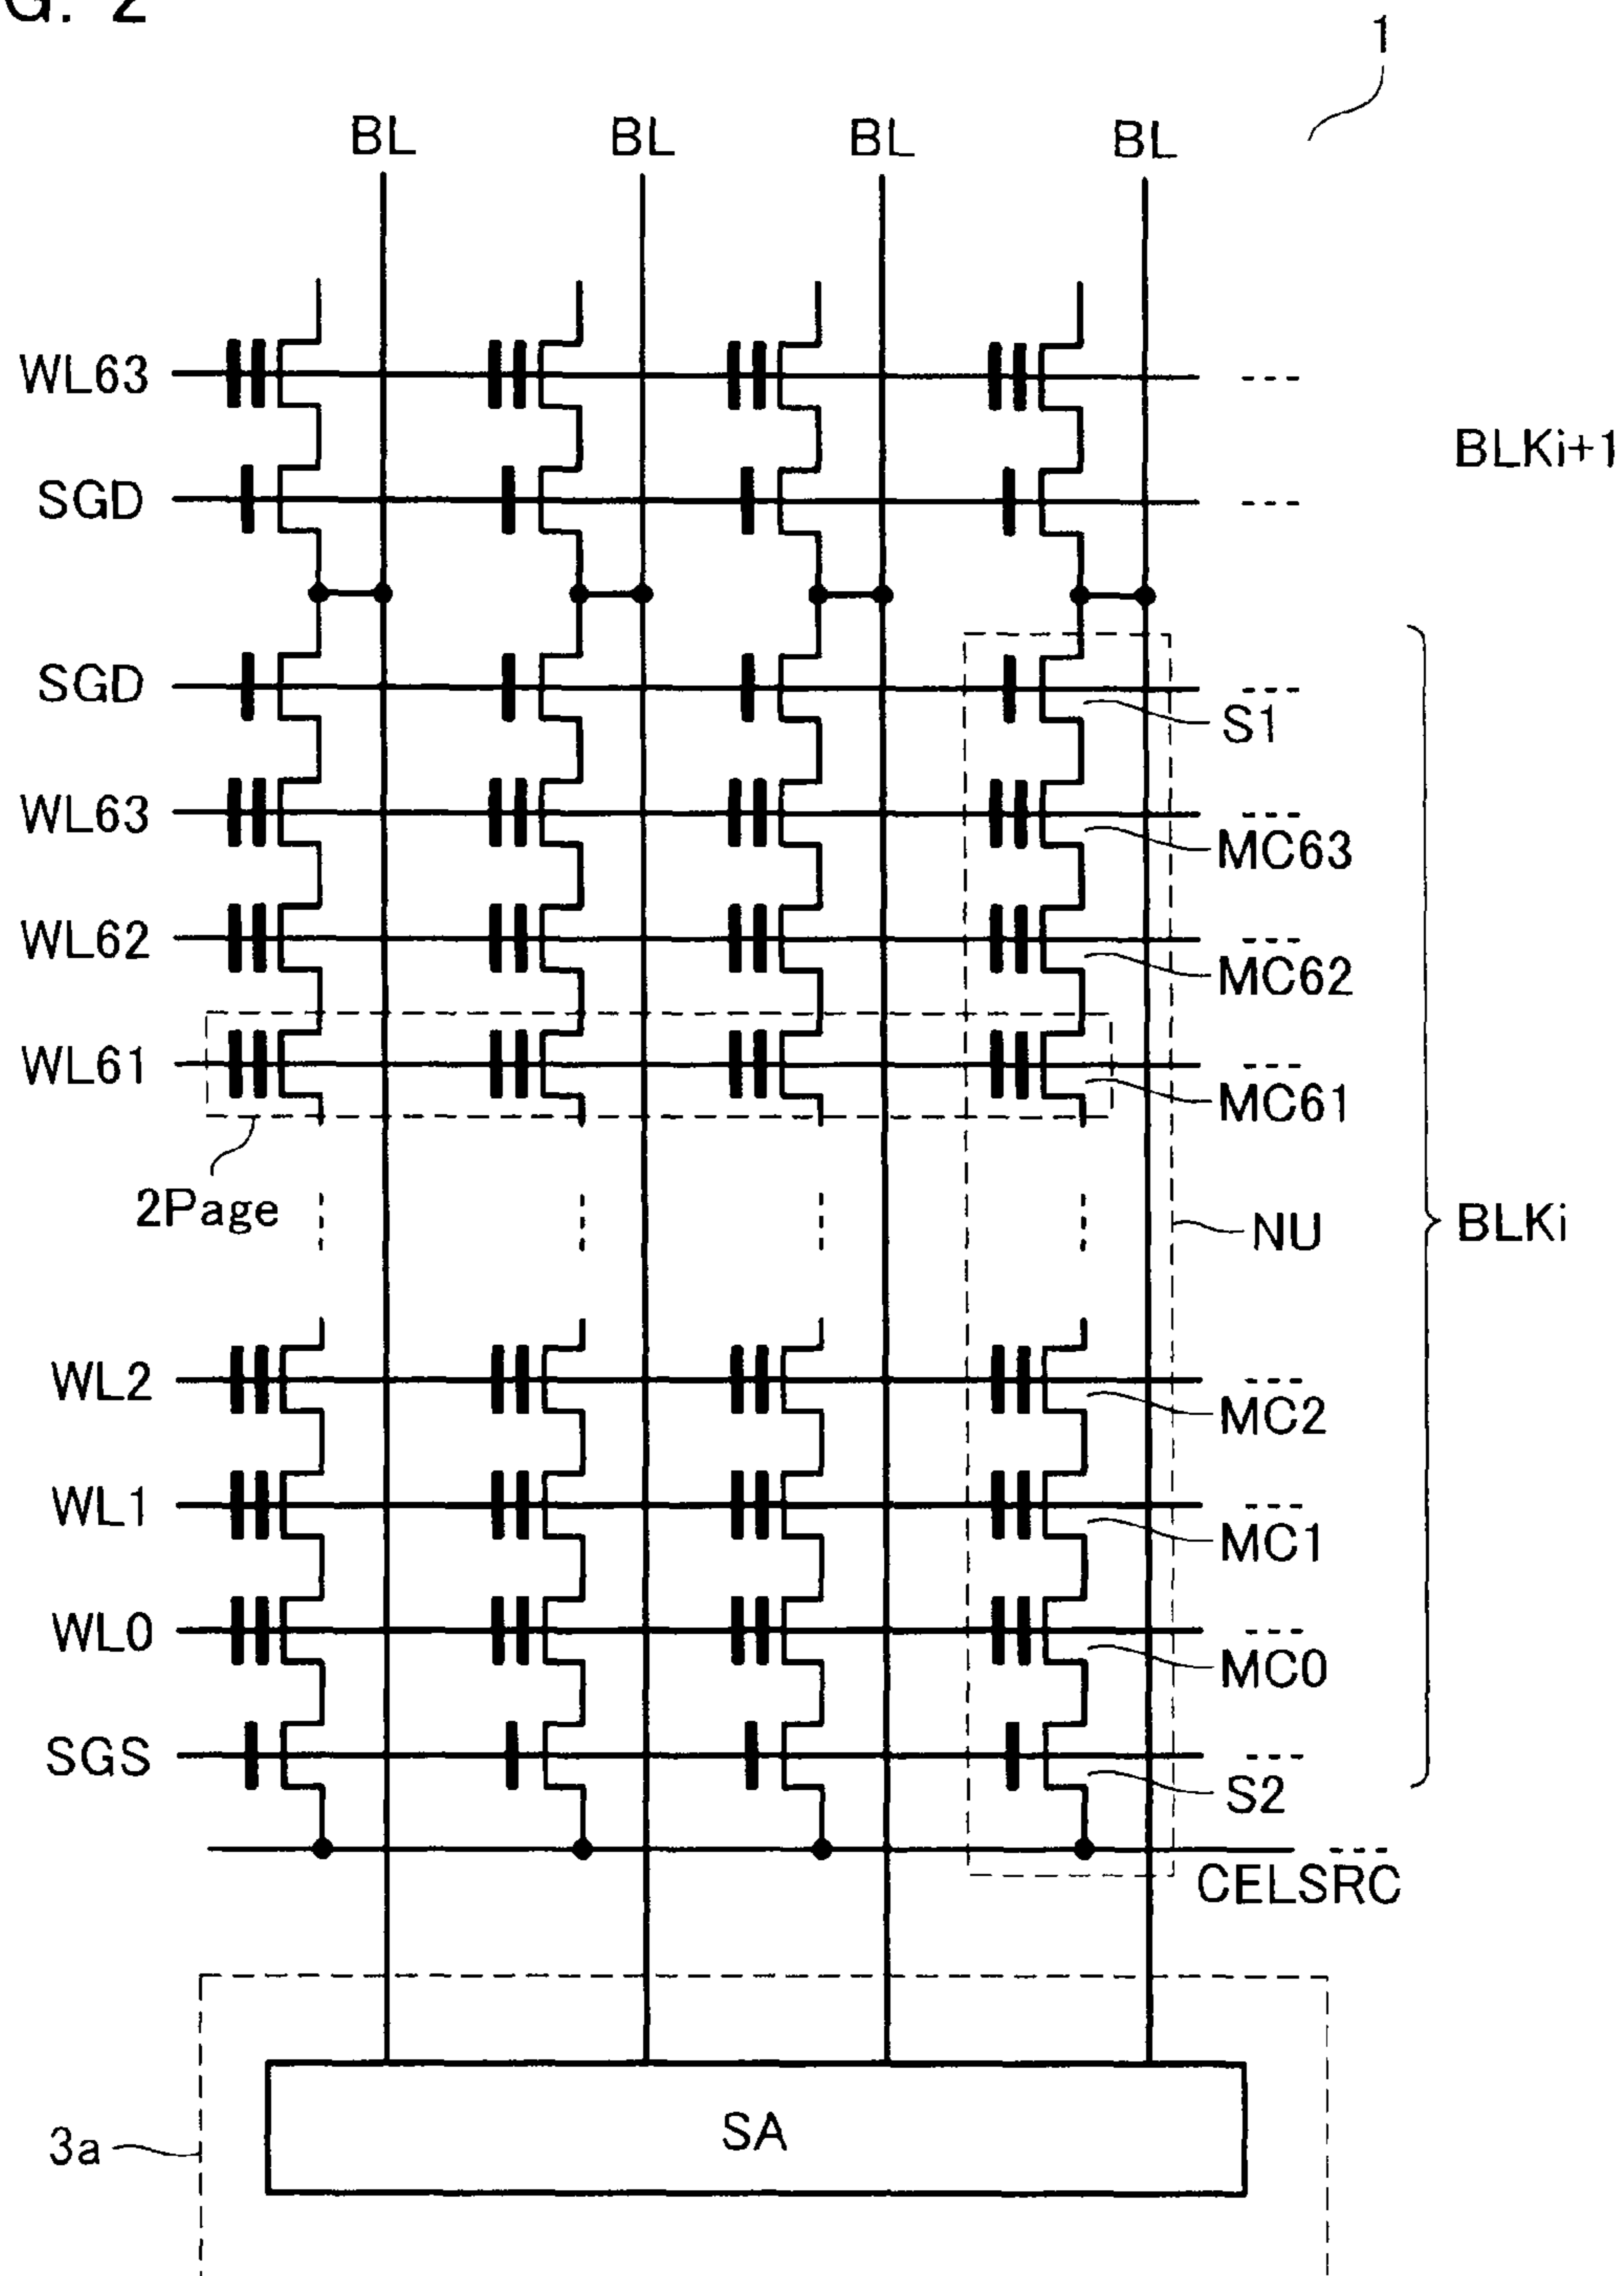 G. 2
1
BL BL BL BL
WL63
BLKi+1
SGD
SGD
S1
WL63
MC63
WL62
MC62
WL61
MC61
2Page
NU
BLKi
WL2
MC2
WL1
MC1
WL0
MC0
SGS
S2
CELSRC
SA
3a